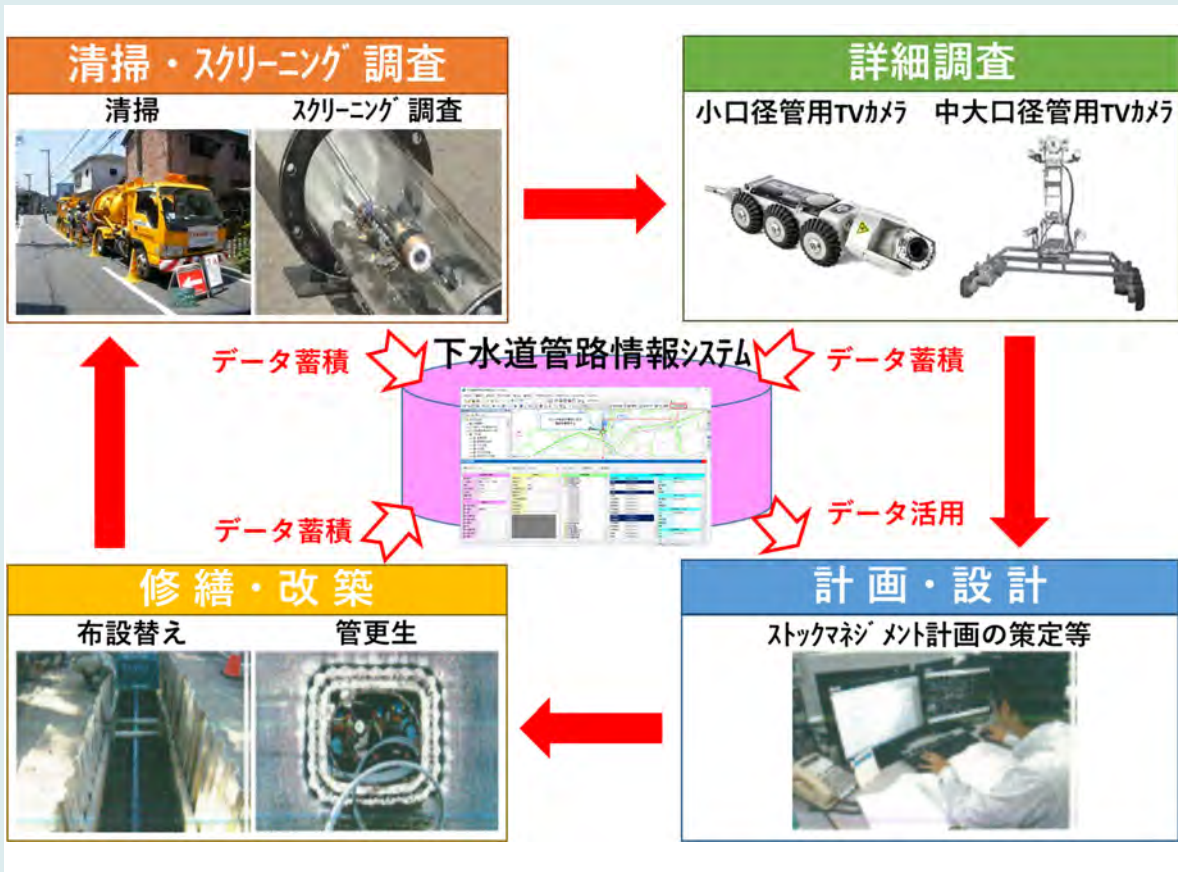 清掃・スクリーニング調査
清掃 スクリーニング調査
詳細調査
小口径管用TVカメラ 中大口径管用TVカメラ
データ蓄積
下水道管路情報システム
データ蓄積
データ蓄積
データ活用
修繕・改築
布設替え 管更生
計画・設計
ストックマネジメント計画の策定等